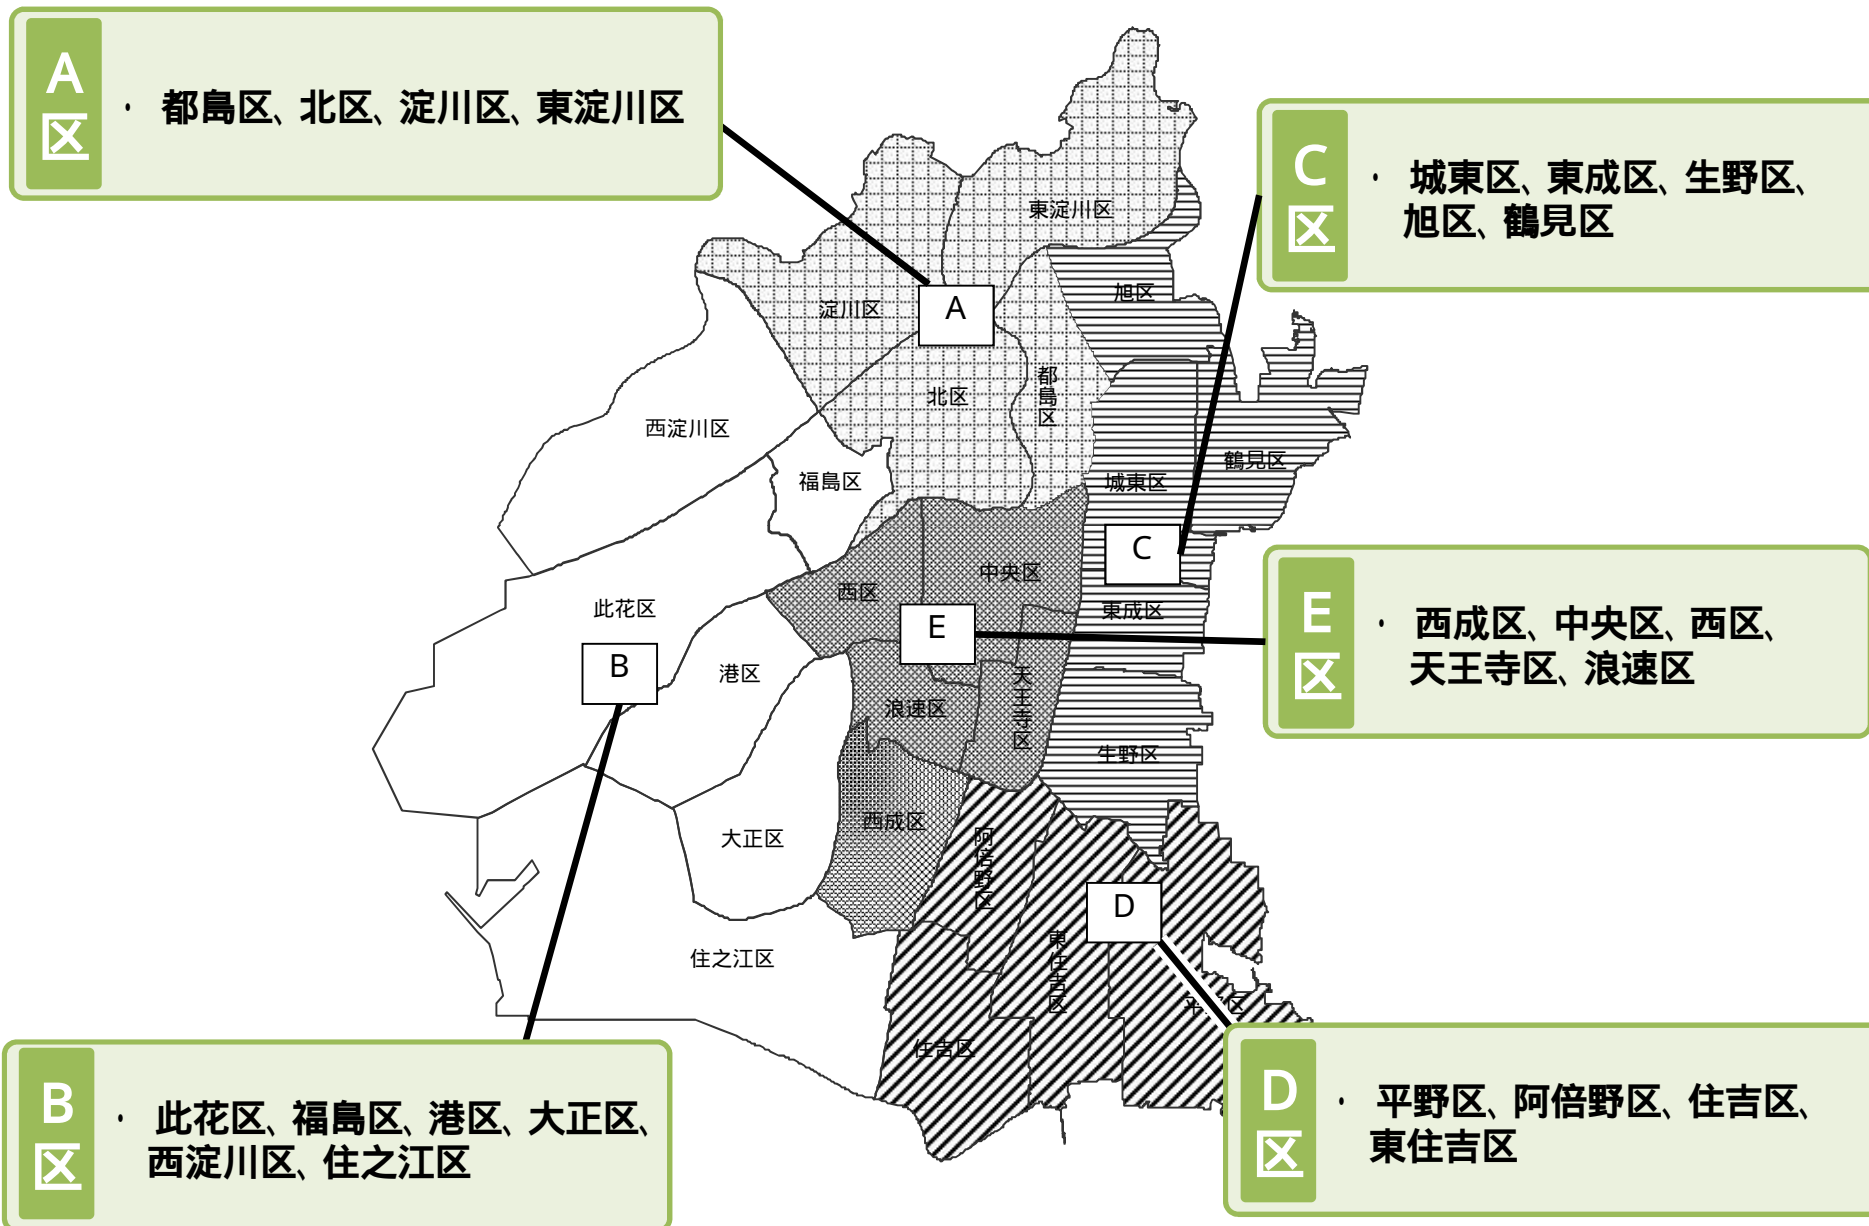 A
区
・ 都島区、北区、淀川区、東淀川区
C
区
・ 城東区、東成区、生野区、
旭区、鶴見区
東淀川区
旭区
淀川区
A
北区
都島区
西淀川区
鶴見区
福島区
城東区
C
中央区
西区
此花区
東成区
E
区
・ 西成区、中央区、西区、
天王寺区、浪速区
E
B
港区
天王寺区
浪速区
生野区
西成区
大正区
阿倍野区
D
東住吉区
住之江区
住吉区
B
区
・ 此花区、福島区、港区、大正区、
西淀川区、住之江区
D
区
・ 平野区、阿倍野区、住吉区、
東住吉区